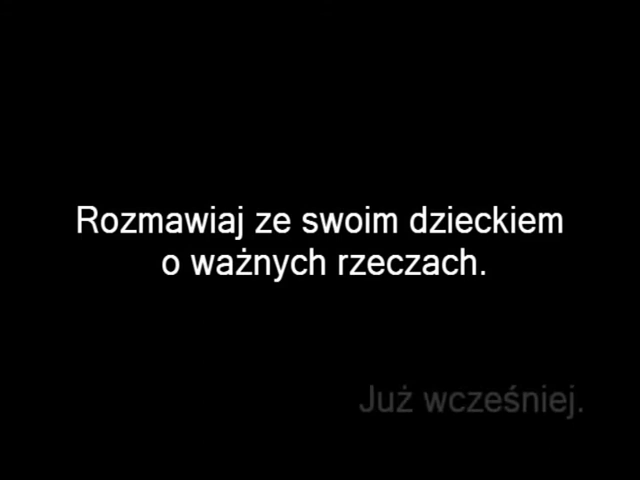 Rozmawiaj ze swoim dzieckiem
o ważnych rzeczach.
Już wcześniej.